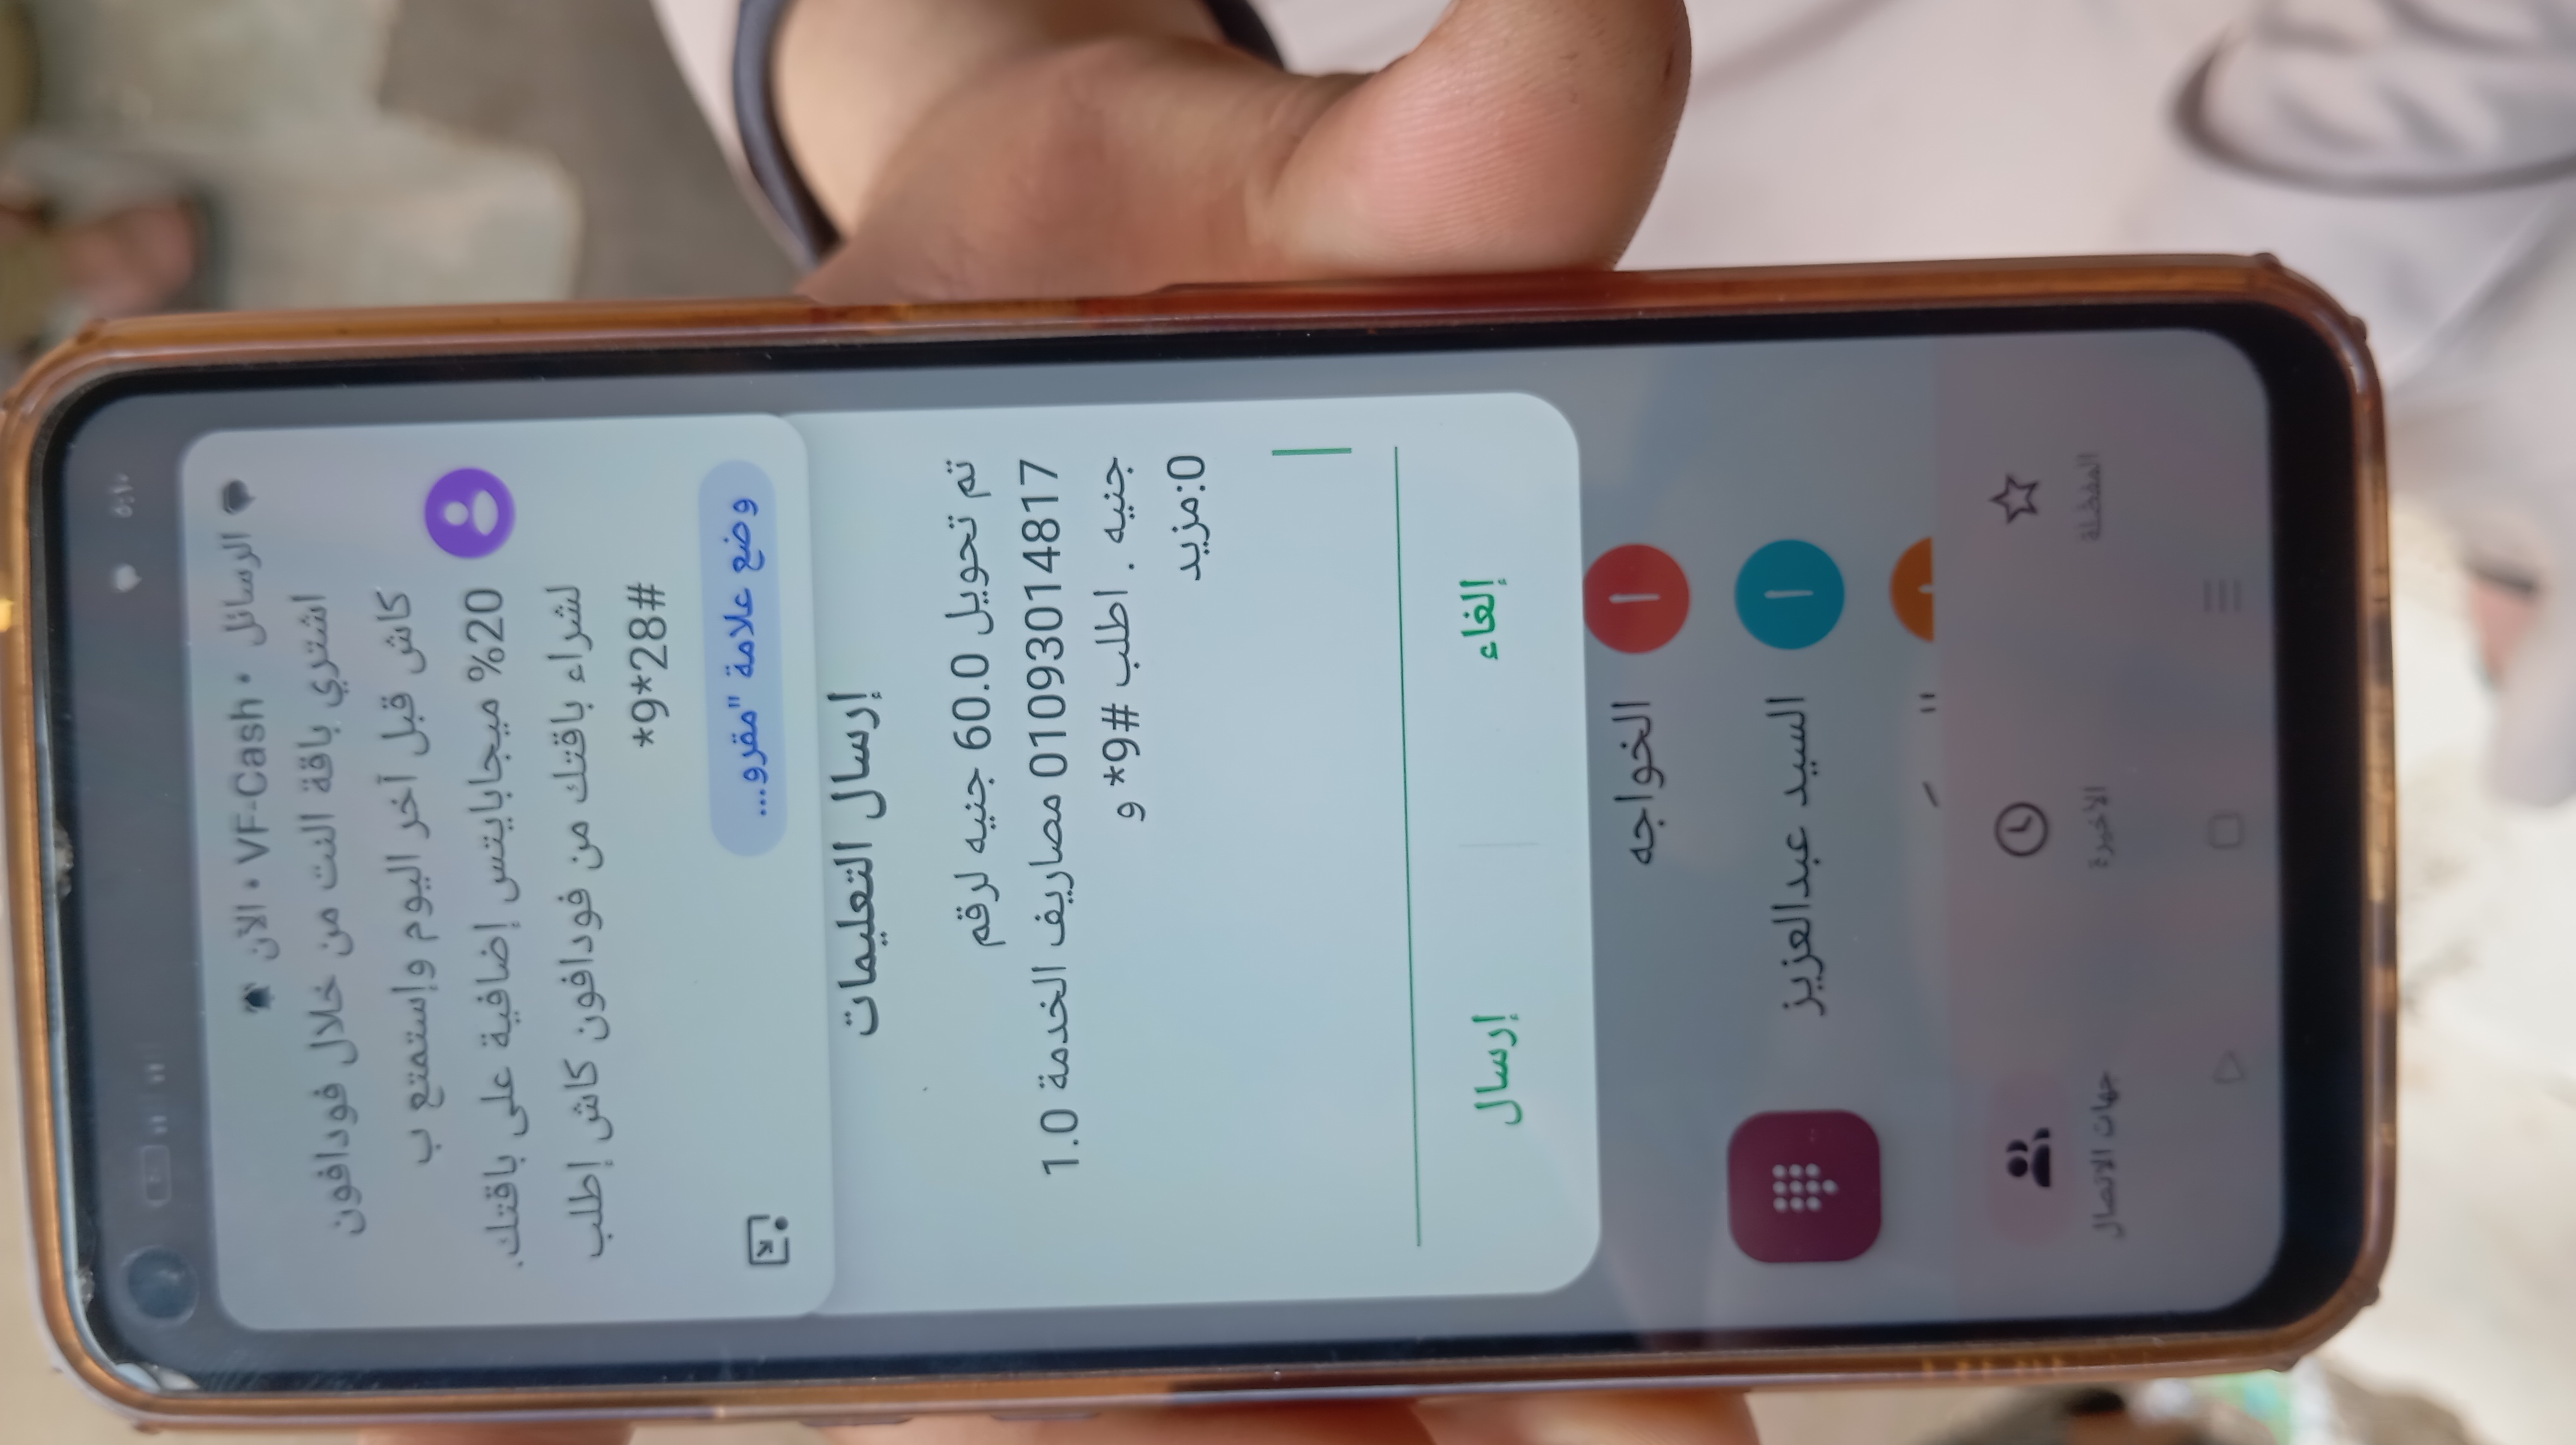 ٥:١٠
الرسائل • VF-Cash • الآن
اشتري باقة النت من خلال فودافون
كاش قبل آخر اليوم وإستمتع ب
20% ميجابايتس إضافية على باقتك.
لشراء باقتك من فودافون كاش إطلب
*9*28#
وضع علامة "مقرو...
إرسال التعليمات
تم تحويل 60.0 جنيه لرقم
01093014817 مصاريف الخدمة 1.0
جنيه . اطلب #9* و
0:مزيد
إلغاء
إرسال
الخواجه
السيد عبدالعزيز
المفضلة
الأخيرة
جهات الاتصال